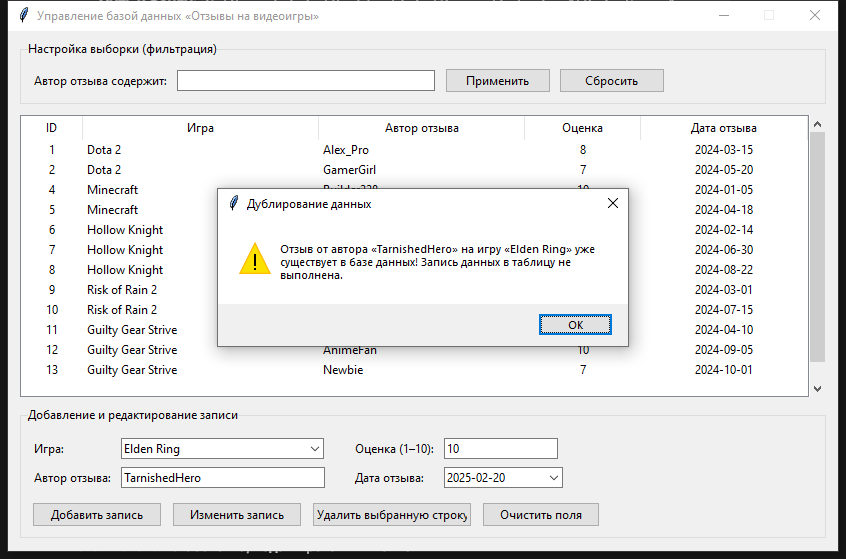 Управление базой данных «Отзывы на видеоигры»
Настройка выборки (фильтрация)
Автор отзыва содержит: Применить Сбросить
ID Игра Автор отзыва Оценка Дата отзыва
1 Dota 2 Alex_Pro 8 2024-03-15
2 Dota 2 GamerGirl 7 2024-05-20
4 Minecraft 10 2024-01-05
5 Minecraft 2024-04-18
6 Hollow Knight 2024-02-14
7 Hollow Knight 2024-06-30
8 Hollow Knight 2024-08-22
9 Risk of Rain 2 2024-03-01
10 Risk of Rain 2 2024-07-15
11 Guilty Gear Strive 2024-04-10
12 Guilty Gear Strive AnimeFan 10 2024-09-05
13 Guilty Gear Strive Newbie 7 2024-10-01
Дублирование данных
Отзыв от автора «TarnishedHero» на игру «Elden Ring» уже
существует в базе данных! Запись данных в таблицу не
выполнена.
OK
Добавление и редактирование записи
Игра: Elden Ring Оценка (1–10): 10
Автор отзыва: TarnishedHero Дата отзыва: 2025-02-20
Добавить запись Изменить запись Удалить выбранную строку Очистить поля